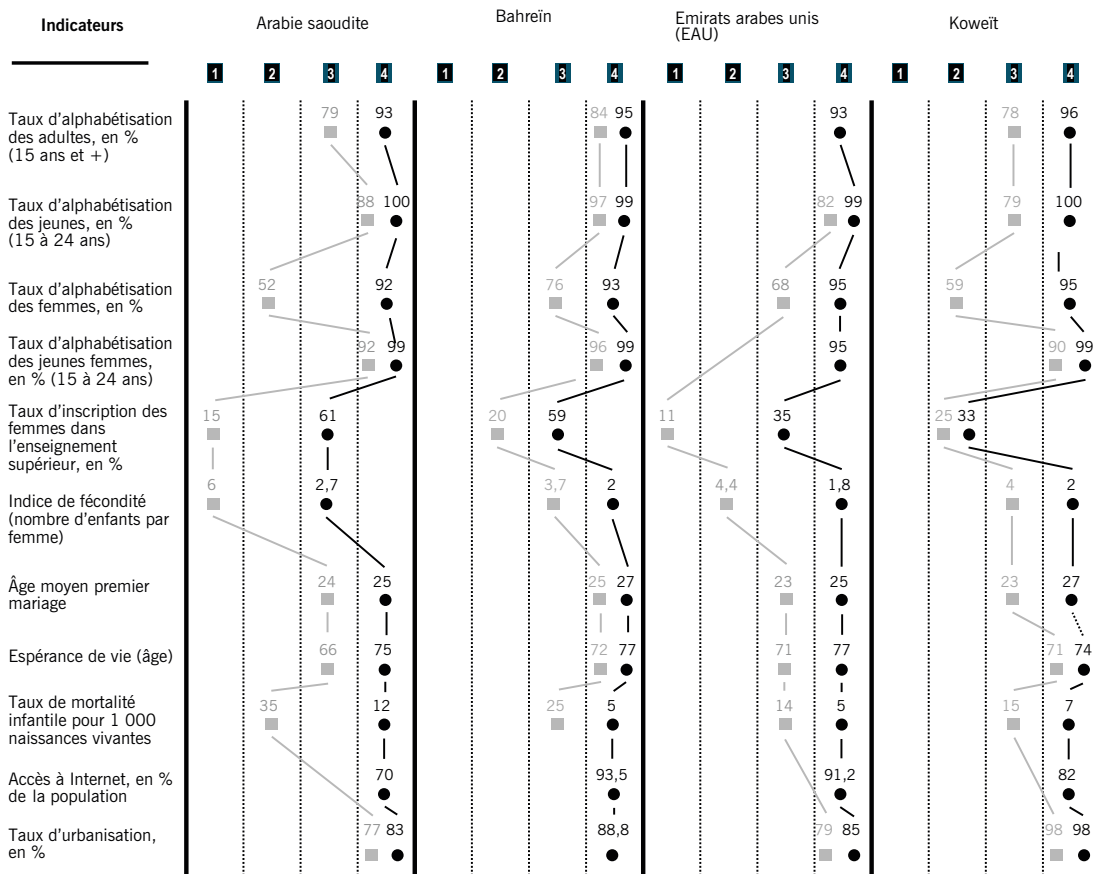 Indicateurs
Arabie saoudite
Bahreïn
Emirats arabes unis
(EAU)
Koweït
1 2 3 4 1 2 3 4 1 2 3 4 1 2 3 4
Taux d'alphabétisation
des adultes, en %
(15 ans et +)
79 93 84 95 93 78 96
Taux d'alphabétisation
des jeunes, en %
(15 à 24 ans)
88 100 97 99 82 99 79 100
Taux d'alphabétisation
des femmes, en %
52 92 76 93 68 95 59 95
Taux d'alphabétisation
des jeunes femmes,
en % (15 à 24 ans)
92 99 96 99 95 90 99
Taux d'inscription des
femmes dans
l'enseignement
supérieur, en %
15 61 20 59 11 35 25 33
Indice de fécondité
(nombre d'enfants par
femme)
6 2,7 3,7 2 4,4 1,8 4 2
Âge moyen premier
mariage
24 25 25 27 23 25 23 27
Espérance de vie (âge)
66 75 72 77 71 77 71 74
Taux de mortalité
infantile pour 1 000
naissances vivantes
35 12 25 5 14 5 15 7
Accès à Internet, en %
de la population
70 93,5 91,2 82
Taux d'urbanisation,
en %
77 83 88,8 79 85 98 98